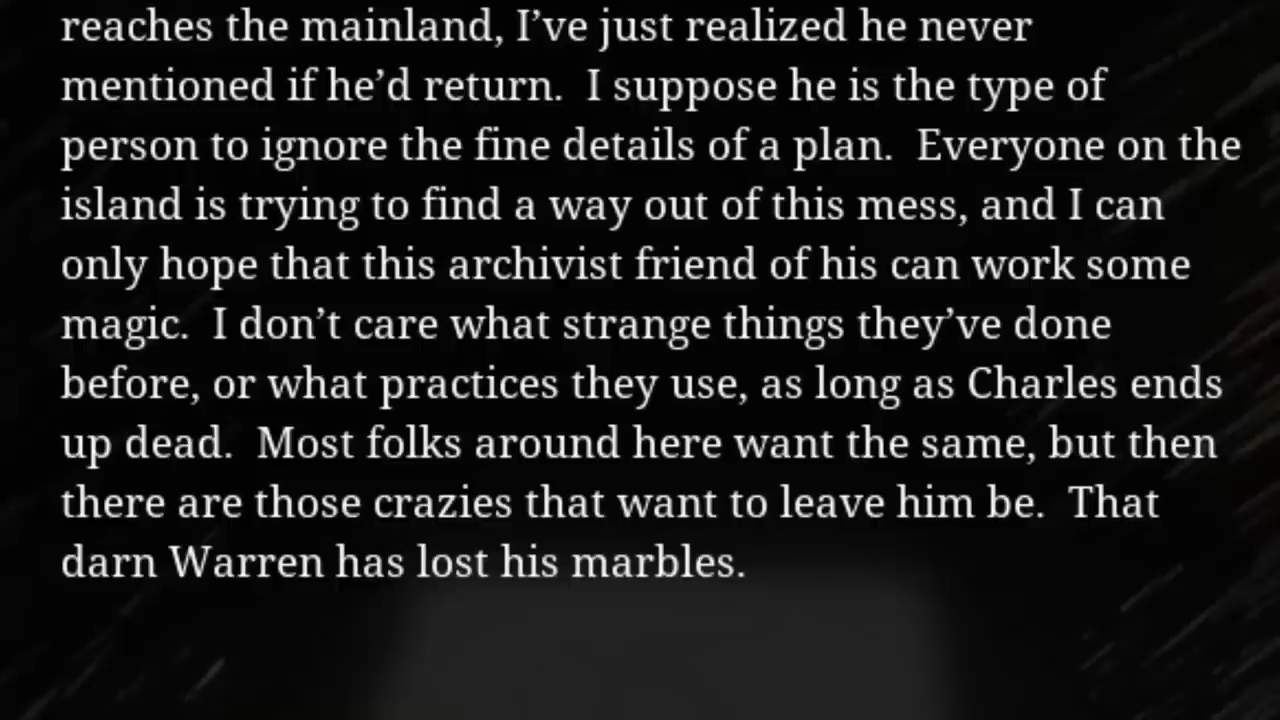 reaches the mainland, I’ve just realized he never
mentioned if he’d return.  I suppose he is the type of
person to ignore the fine details of a plan.  Everyone on the
island is trying to find a way out of this mess, and I can
only hope that this archivist friend of his can work some
magic.  I don’t care what strange things they’ve done
before, or what practices they use, as long as Charles ends
up dead.  Most folks around here want the same, but then
there are those crazies that want to leave him be.  That
darn Warren has lost his marbles.